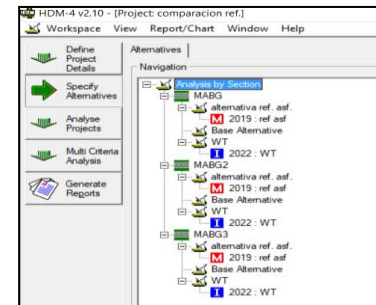 HDM-4 v2.10 - [Project: comparacion ref.]
Workspace View Report/Chart Window Help
Define Project Details
Specify Alternatives
Analyse Projects
Multi Criteria Analysis
Generate Reports
Alternatives
Navigation
Analysis by Section
MABG
alternativa ref. asf.
M 2019 : ref asf
Base Alternative
WT
I 2022 : WT
MABG2
alternativa ref. asf.
M 2019 : ref asf
Base Alternative
WT
I 2022 : WT
MABG3
alternativa ref. asf.
M 2019 : ref asf
Base Alternative
WT
I 2022 : WT